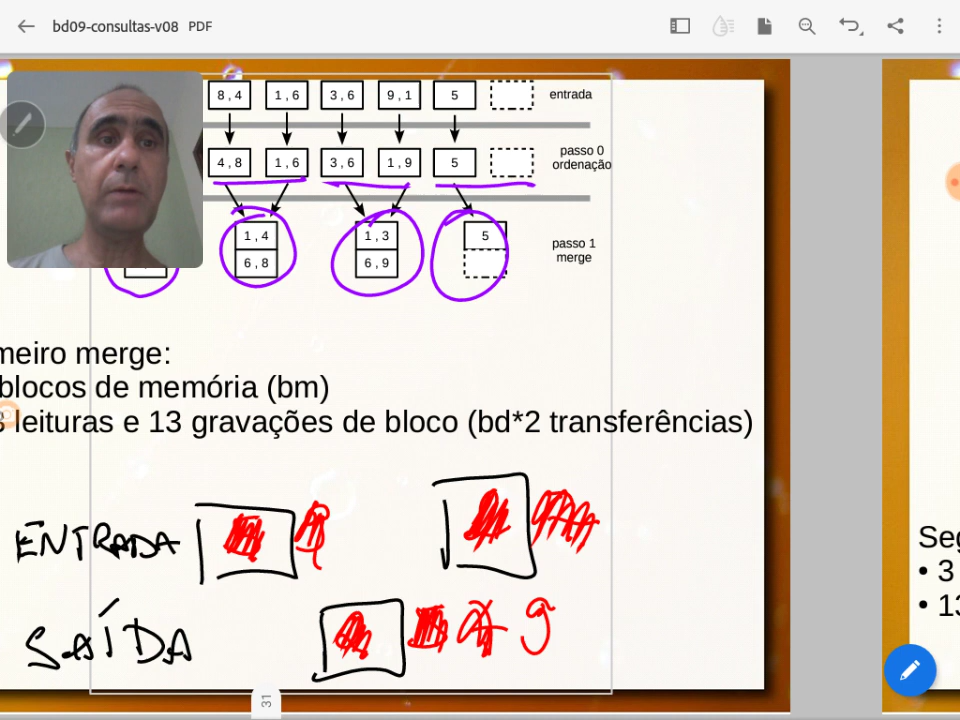 bd09-consultas-v08 PDF
8 , 4 1 , 6 3 , 6 9 , 1 5 entrada
passo 0
4 , 8 1 , 6 3 , 6 1 , 9 5 ordenação
1 , 4 1 , 3 5 passo 1
6 , 8 6 , 9 merge
meiro merge:
blocos de memória (bm)
3 leituras e 13 gravações de bloco (bd*2 transferências)
ENTRADA
SAÍDA 9
Seg
• 3
• 13
31